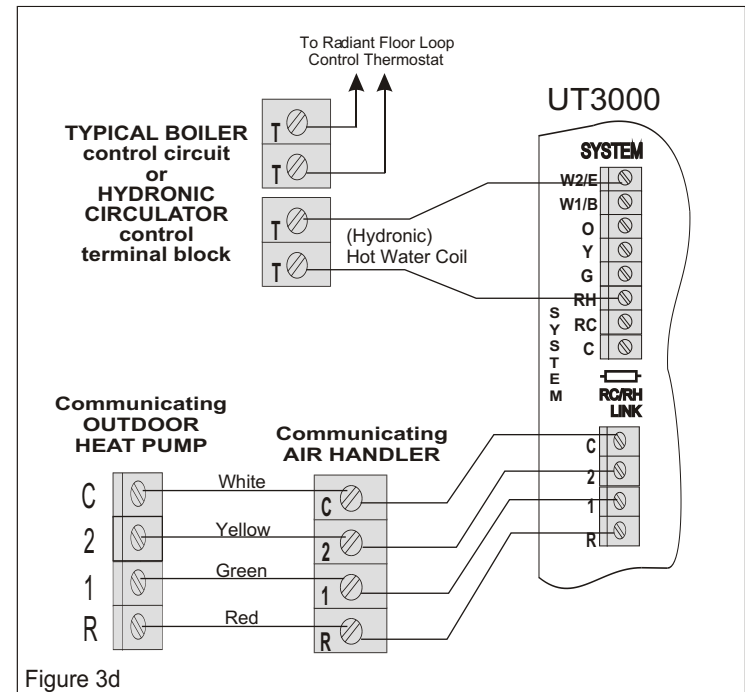 To Radiant Floor Loop
Control Thermostat
UT3000
TYPICAL BOILER
control circuit
or
HYDRONIC
CIRCULATOR
control
terminal block
T
T
T
T
(Hydronic)
Hot Water Coil
SYSTEM
W2/E
W1/B
O
Y
G
RH
RC
C
SYSTEM
RC/RH
LINK
C
2
1
R
Communicating
OUTDOOR
HEAT PUMP
Communicating
AIR HANDLER
C
White
C
2
Yellow
2
1
Green
1
R
Red
R
Figure 3d